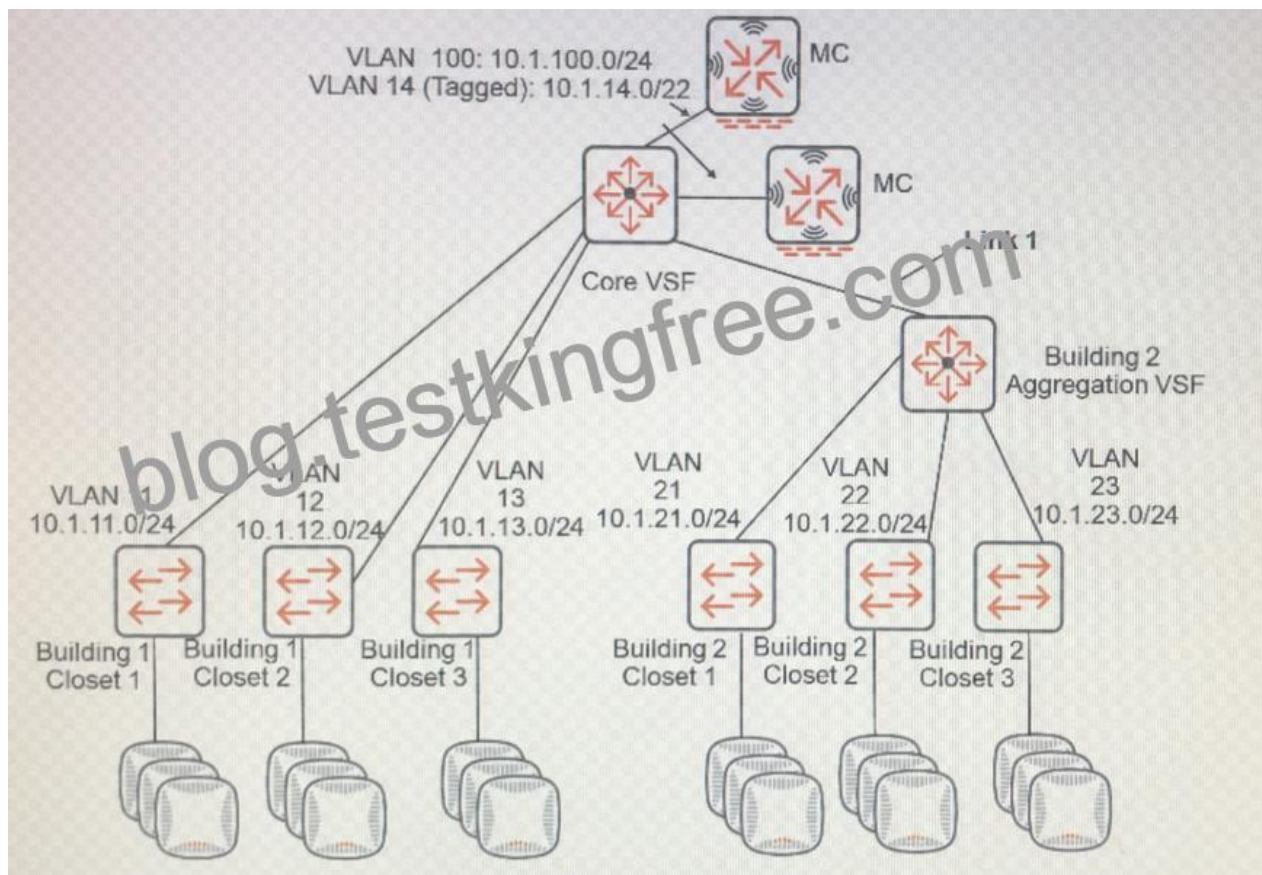 VLAN 100: 10.1.100.0/24
VLAN 14 (Tagged): 10.1.14.0/22
MC
MC
Link 1
Core VSF
Building 2
Aggregation VSF
blog.testkingfree.com
VLAN
10.1.11.0/24
VLAN
12
10.1.12.0/24
VLAN
13
10.1.13.0/24
VLAN
21
10.1.21.0/24
VLAN
22
10.1.22.0/24
VLAN
23
10.1.23.0/24
Building 1
Closet 1
Building 1
Closet 2
Building 1
Closet 3
Building 2
Closet 1
Building 2
Closet 2
Building 2
Closet 3